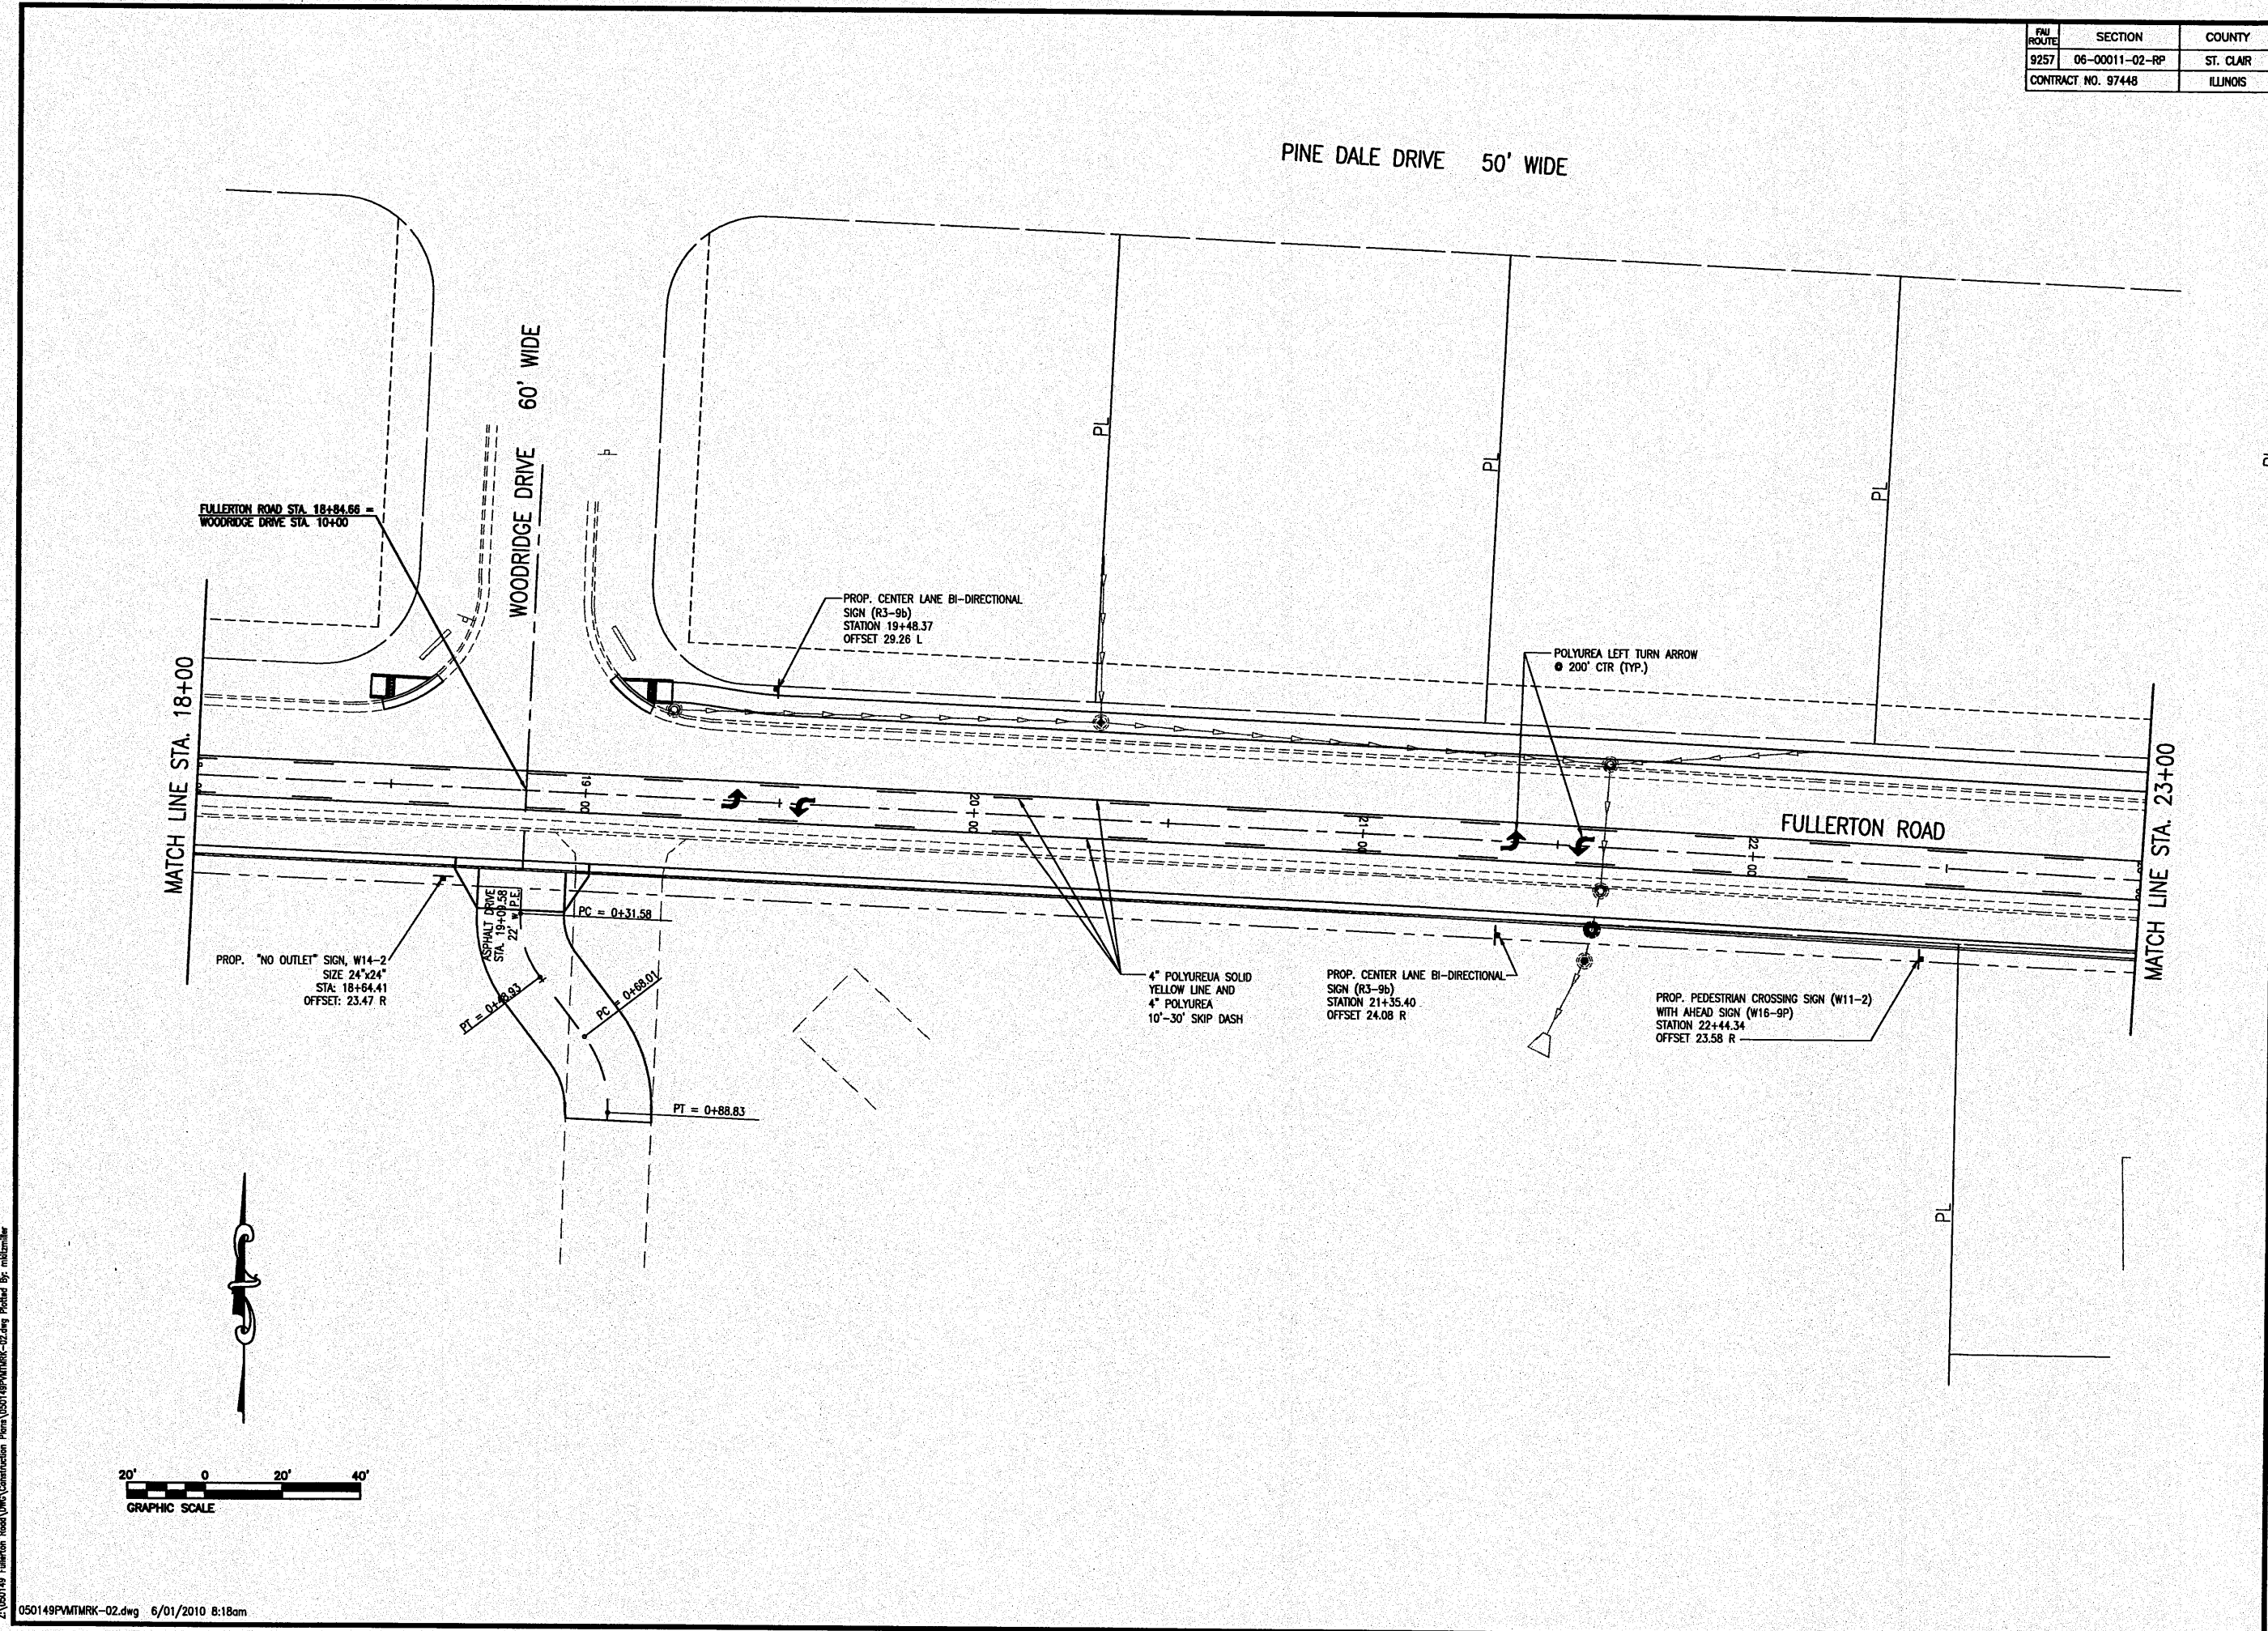 FAU ROUTE SECTION COUNTY
9257 06-00011-02-RP ST. CLAIR
CONTRACT NO. 97448 ILLINOIS
PINE DALE DRIVE 50' WIDE
WOODRIDGE DRIVE 60' WIDE
PL
PL
PL
FULLERTON ROAD STA. 18+84.66 =
WOODRIDGE DRIVE STA. 10+00
PROP. CENTER LANE BI-DIRECTIONAL
SIGN (R3-9b)
STATION 19+48.37
OFFSET 29.26 L
POLYUREA LEFT TURN ARROW
@ 200' CTR (TYP.)
MATCH LINE STA. 18+00
19+00
20+00
21+00
22+00
FULLERTON ROAD
MATCH LINE STA. 23+00
ASPHALT DRIVE
22' W. P.E.
PC = 0+31.58
PROP. "NO OUTLET" SIGN, W14-2
SIZE 24"x24"
STA: 18+64.41
OFFSET: 23.47 R
PT = 0+48.93
PC = 0+68.01
PT = 0+88.83
4" POLYUREUA SOLID
YELLOW LINE AND
4" POLYUREA
10'-30' SKIP DASH
PROP. CENTER LANE BI-DIRECTIONAL
SIGN (R3-9b)
STATION 21+35.40
OFFSET 24.08 R
PROP. PEDESTRIAN CROSSING SIGN (W11-2)
WITH AHEAD SIGN (W16-9P)
STATION 22+44.34
OFFSET 23.58 R
PL
20' 0 20' 40'
GRAPHIC SCALE
050149PVMTMRK-02.dwg 6/01/2010 8:18am